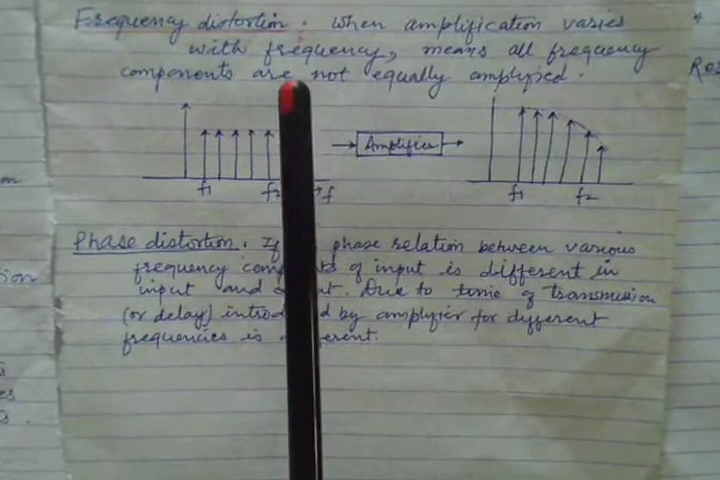 Frequency distortion : when amplification varies
with frequency, means all frequency
components are not equally amplified.
Res
Amplifier
f1 f2 f
f1 f2
Phase distortion. If phase relation between various
frequency of input is different in
input and. Due to time of transmission
(or delay) by amplifier for different
frequencies is